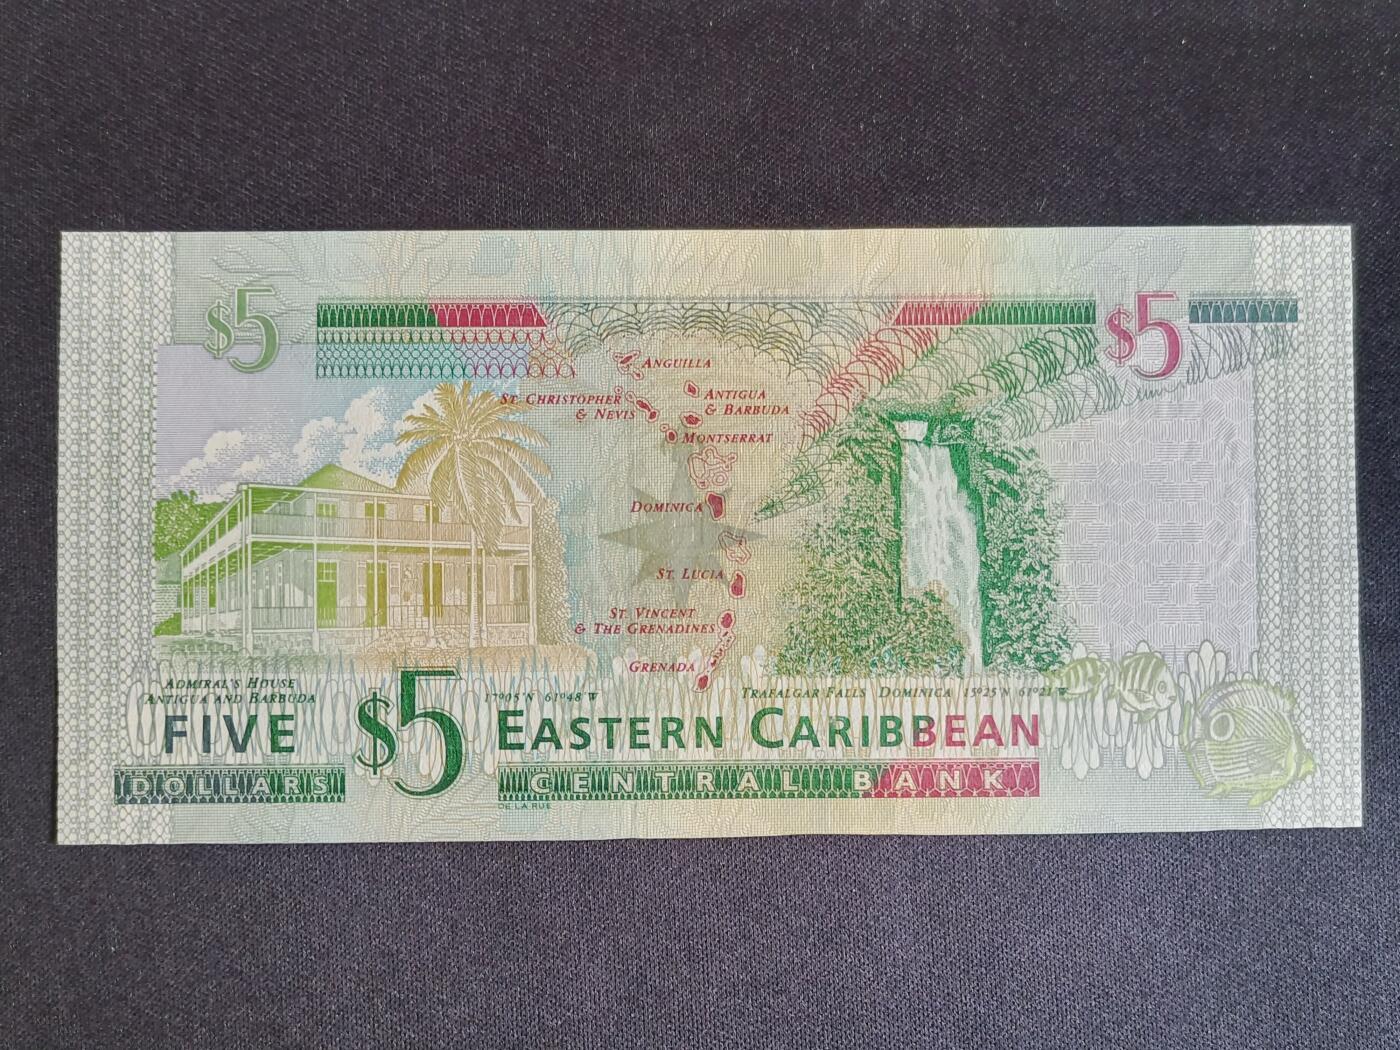 $5
$5
ANGUILLA
ST. CHRISTOPHER
& NEVIS
ANTIGUA
& BARBUDA
MONTSERRAT
DOMINICA
ST. LUCIA
ST. VINCENT
& THE GRENADINES
GRENADA
ADMIRAL'S HOUSE
ANTIGUA AND BARBUDA
17°05'N 61°48'W
TRAFALGAR FALLS DOMINICA 15°25'N 61°21'W
FIVE
DOLLARS
$5
EASTERN CARIBBEAN
CENTRAL BANK
DE LA RUE